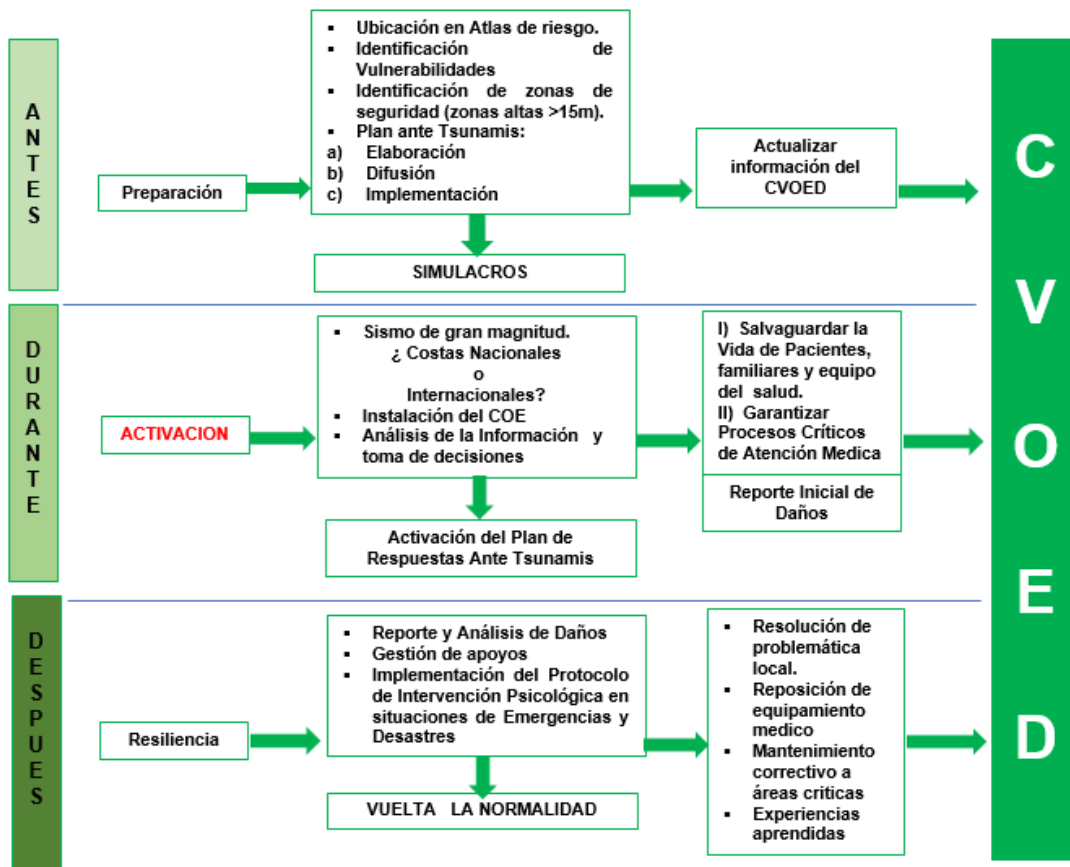 ANTES
Preparación
▪ Ubicación en Atlas de riesgo.
▪ Identificación de
Vulnerabilidades
▪ Identificación de zonas de
seguridad (zonas altas >15m).
▪ Plan ante Tsunamis:
a) Elaboración
b) Difusión
c) Implementación
SIMULACROS
Actualizar
información del
CVOED
DURANTE
ACTIVACION
▪ Sismo de gran magnitud.
¿ Costas Nacionales
o
Internacionales?
▪ Instalación del COE
▪ Análisis de la Información y
toma de decisiones
Activación del Plan de
Respuestas Ante Tsunamis
I) Salvaguardar la
Vida de Pacientes,
familiares y equipo
del salud.
II) Garantizar
Procesos Críticos
de Atención Medica
Reporte Inicial de
Daños
DESPUES
Resiliencia
▪ Reporte y Análisis de Daños
▪ Gestión de apoyos
▪ Implementación del Protocolo
de Intervención Psicológica en
situaciones de Emergencias y
Desastres
VUELTA LA NORMALIDAD
▪ Resolución de
problemática
local.
▪ Reposición de
equipamiento
medico
▪ Mantenimiento
correctivo a
áreas criticas
▪ Experiencias
aprendidas
CVOED